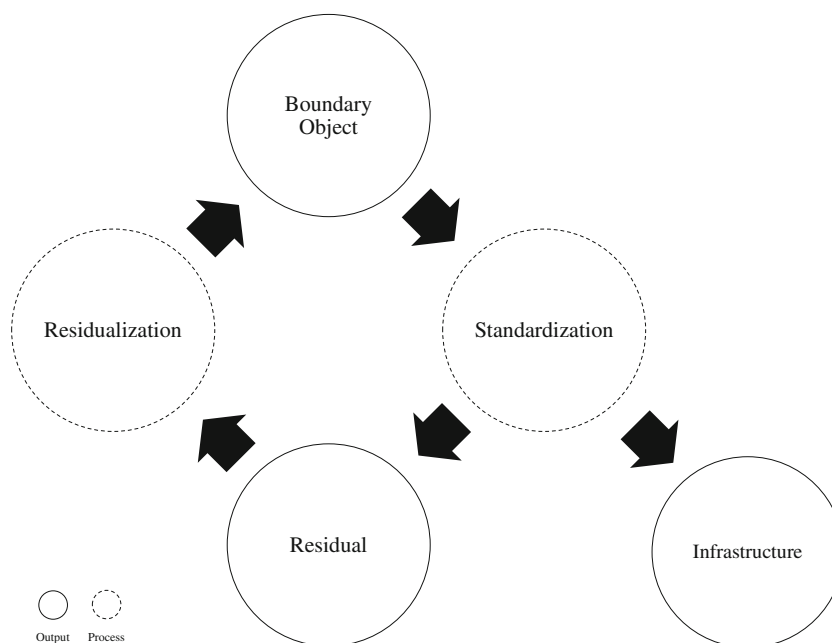 Boundary
Object
Residualization
Standardization
Residual
Infrastructure
Output
Process